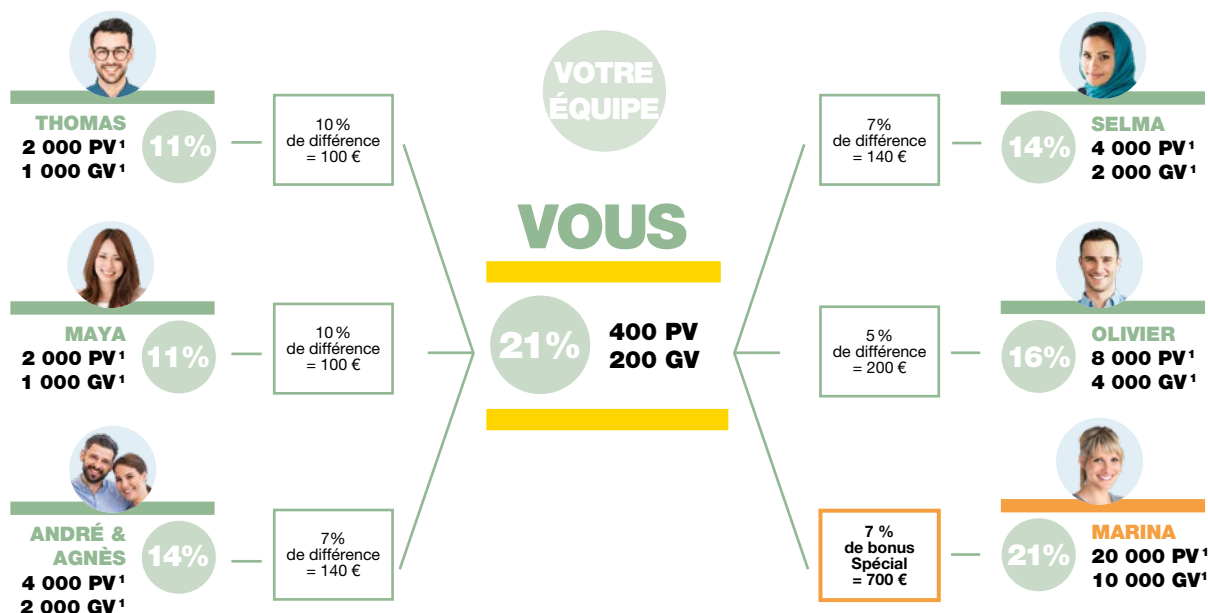 VOTRE
ÉQUIPE
THOMAS
2 000 PV¹
1 000 GV¹
11%
10 %
de différence
= 100 €
MAYA
2 000 PV¹
1 000 GV¹
11%
10 %
de différence
= 100 €
ANDRÉ &
AGNÈS
4 000 PV¹
2 000 GV¹
14%
7 %
de différence
= 140 €
VOUS
21%
400 PV
200 GV
7 %
de différence
= 140 €
14%
SELMA
4 000 PV¹
2 000 GV¹
5 %
de différence
= 200 €
16%
OLIVIER
8 000 PV¹
4 000 GV¹
7 %
de bonus
Spécial
= 700 €
21%
MARINA
20 000 PV¹
10 000 GV¹